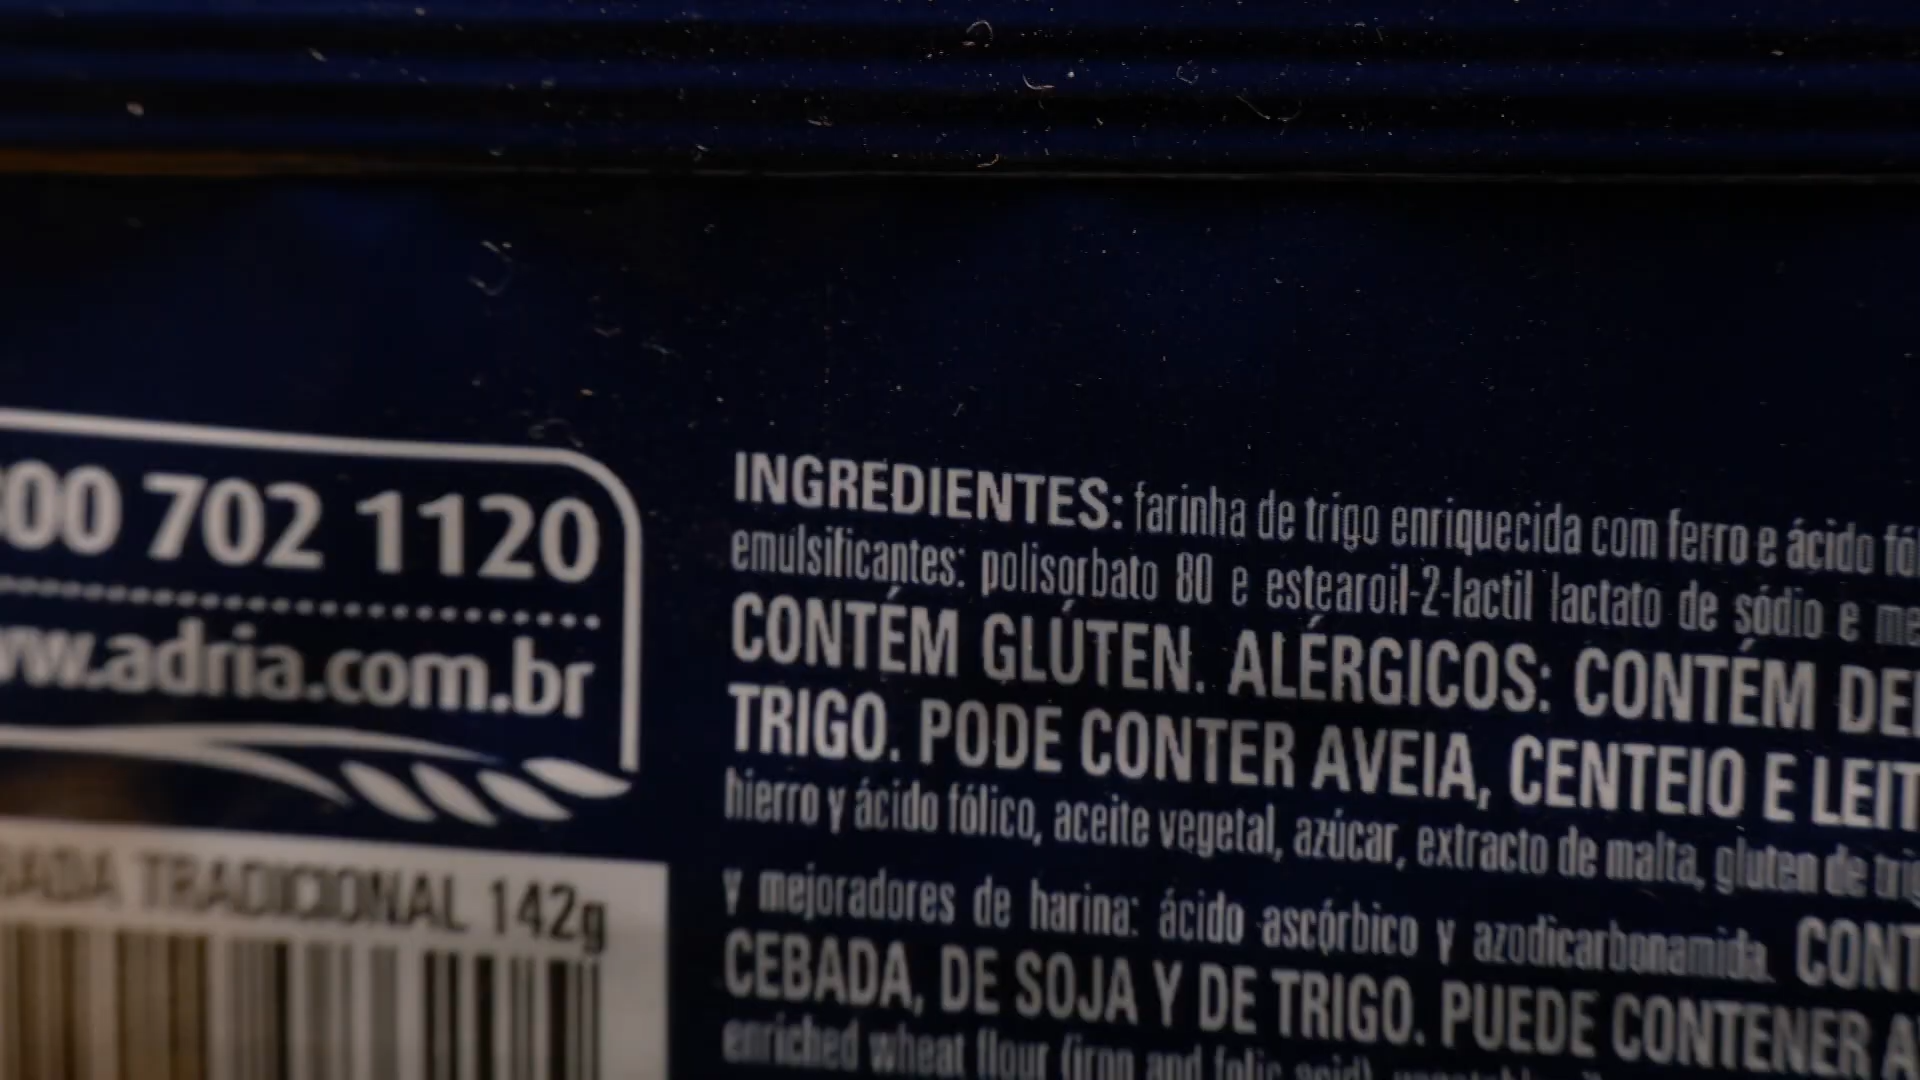 00 702 1120
www.adria.com.br
TRADICIONAL 142g
INGREDIENTES: farinha de trigo enriquecida com ferro e ácido fól
emulsificantes: polisorbato 80 e estearoil-2-lactil lactato de sódio e me
CONTÉM GLÚTEN. ALÉRGICOS: CONTÉM DE
TRIGO. PODE CONTER AVEIA, CENTEIO E LEIT
hierro y ácido fólico, aceite vegetal, azúcar, extracto de malta, gluten de trig
y mejoradores de harina: ácido ascórbico y azodicarbonamida. CONT
CEBADA, DE SOJA Y DE TRIGO. PUEDE CONTENER A
enriched wheat flour (iron and folic acid),